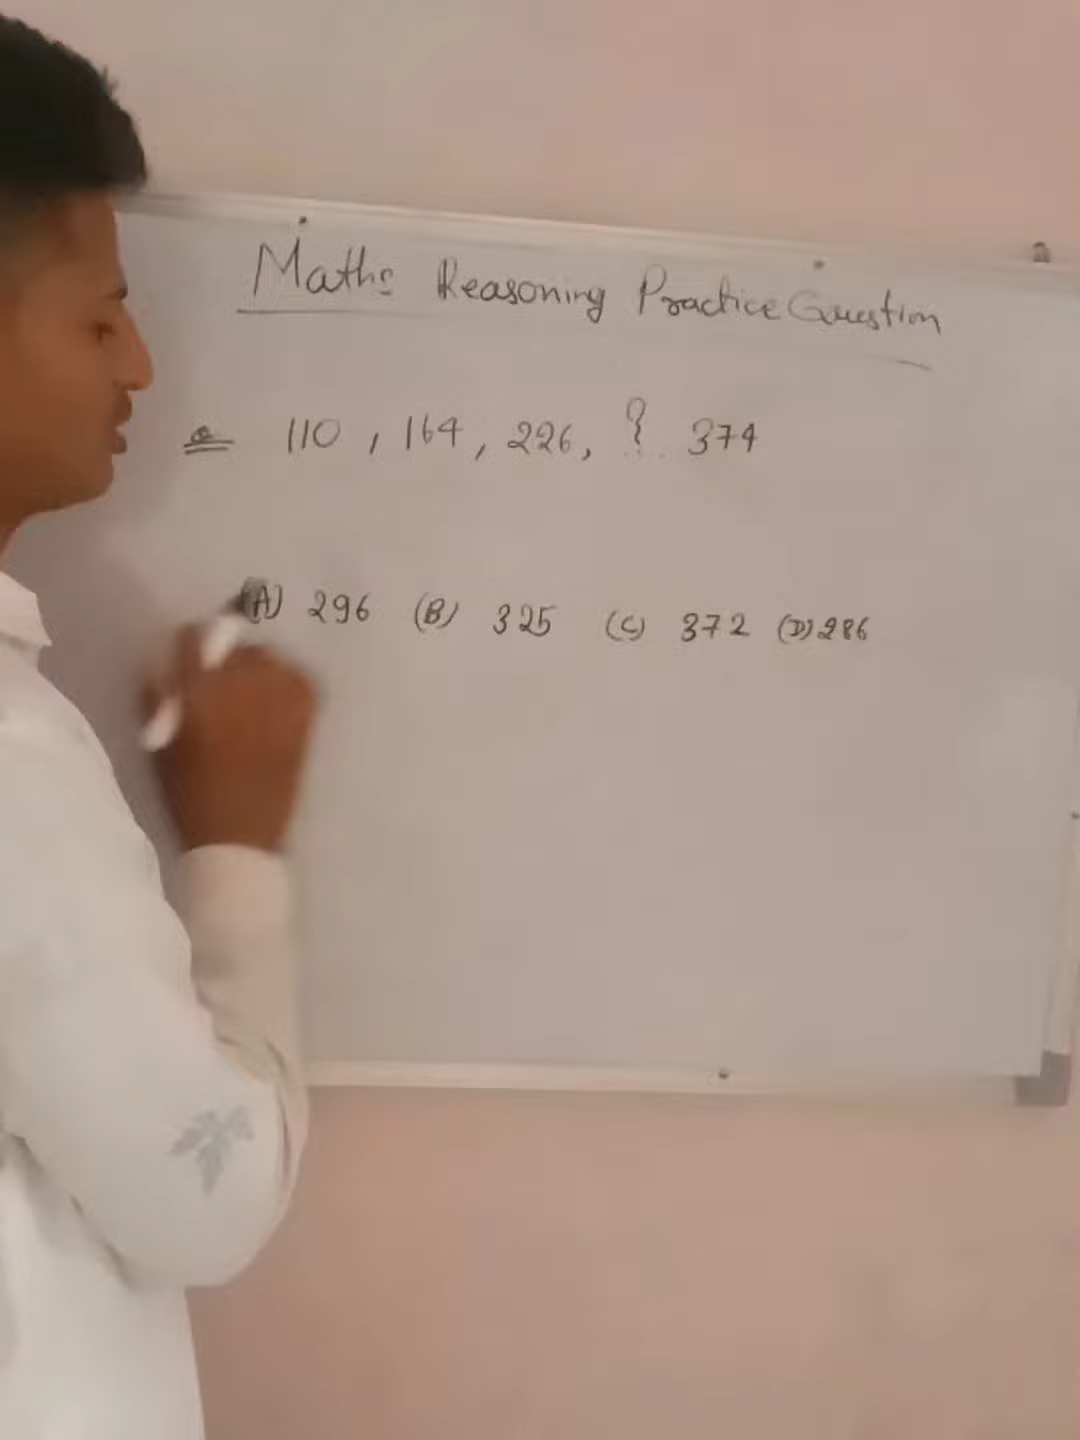 Maths Reasoning Practice Question
Q 110, 164, 226, ? 374
(A) 296 (B) 325 (C) 372 (D) 286